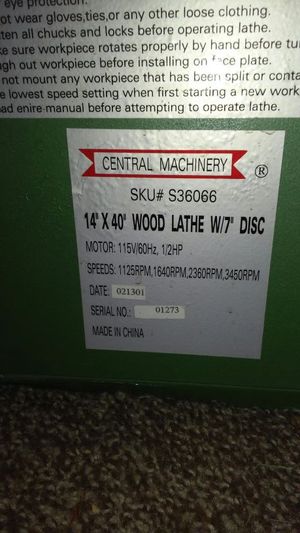 eye protection.
ot wear gloves,ties,or any other loose clothing.
ten all chucks and locks before operating lathe.
ke sure workpiece rotates properly by hand before tu
gh out workpiece before installing on face plate.
not mount any workpiece that has been split or conta
e lowest speed setting when first starting a new work
ad enire-manual before attempting to operate lathe.
CENTRAL MACHINERY ®
SKU# S36066
14" X 40" WOOD LATHE W/7" DISC
MOTOR: 115V/60Hz, 1/2HP
SPEEDS: 1125RPM,1640RPM,2360RPM,3450RPM
DATE: 021301
SERIAL NO.: 01273
MADE IN CHINA